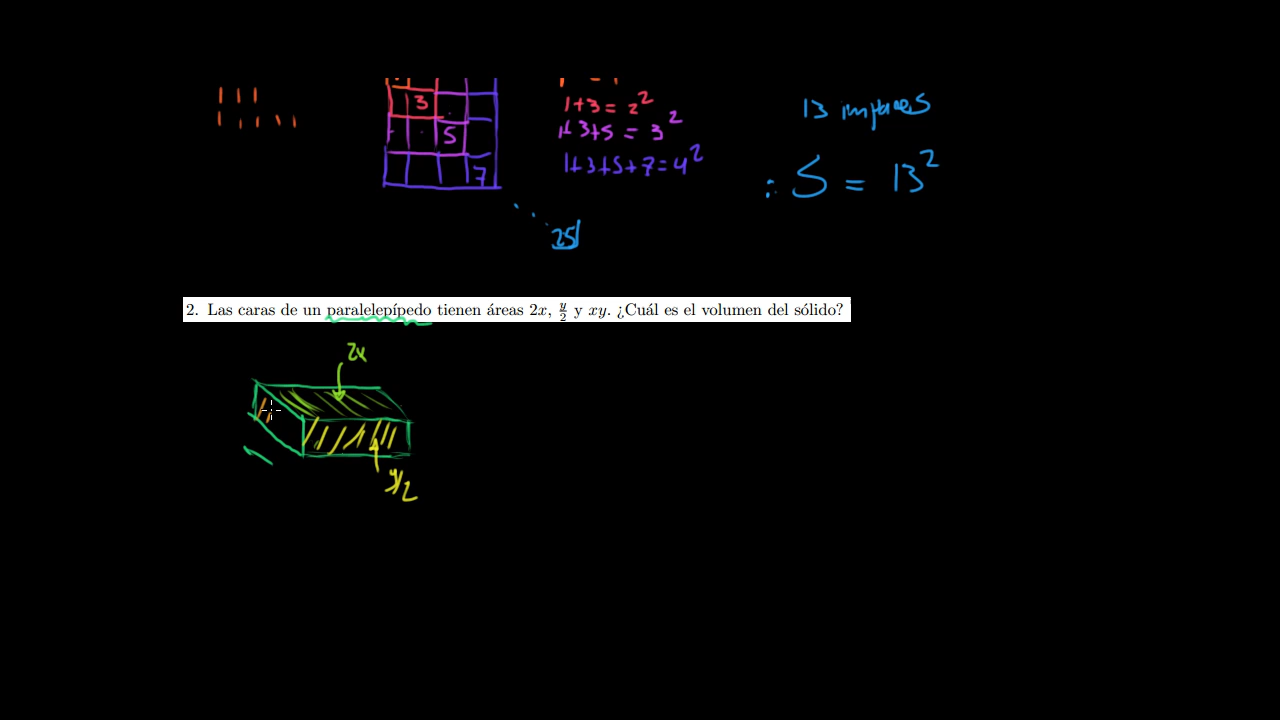 3
5
7
1+3=2²
1+3+5=3²
1+3+5+7=4²
25
13 impares
∴ S = 13²
2. Las caras de un paralelepípedo tienen áreas 2x, y/2 y xy. ¿Cuál es el volumen del sólido?
2x
y/2